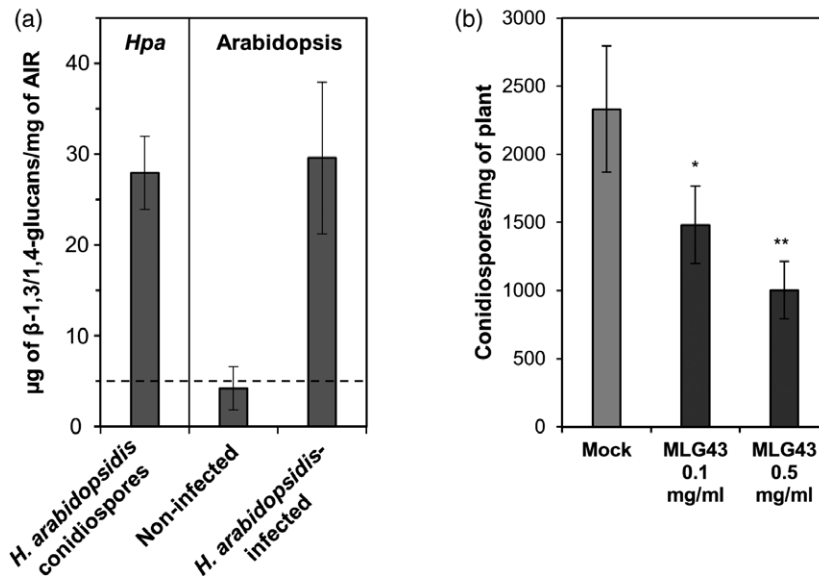 (a)
Hpa
Arabidopsis
µg of β-1,3/1,4-glucans/mg of AIR
40
30
20
10
0
H. arabidopsidis
conidiospores
Non-infected
H. arabidopsidis-
infected
(b)
Conidiospores/mg of plant
3000
2500
2000
1500
1000
500
0
*
**
Mock
MLG43
0.1
mg/ml
MLG43
0.5
mg/ml